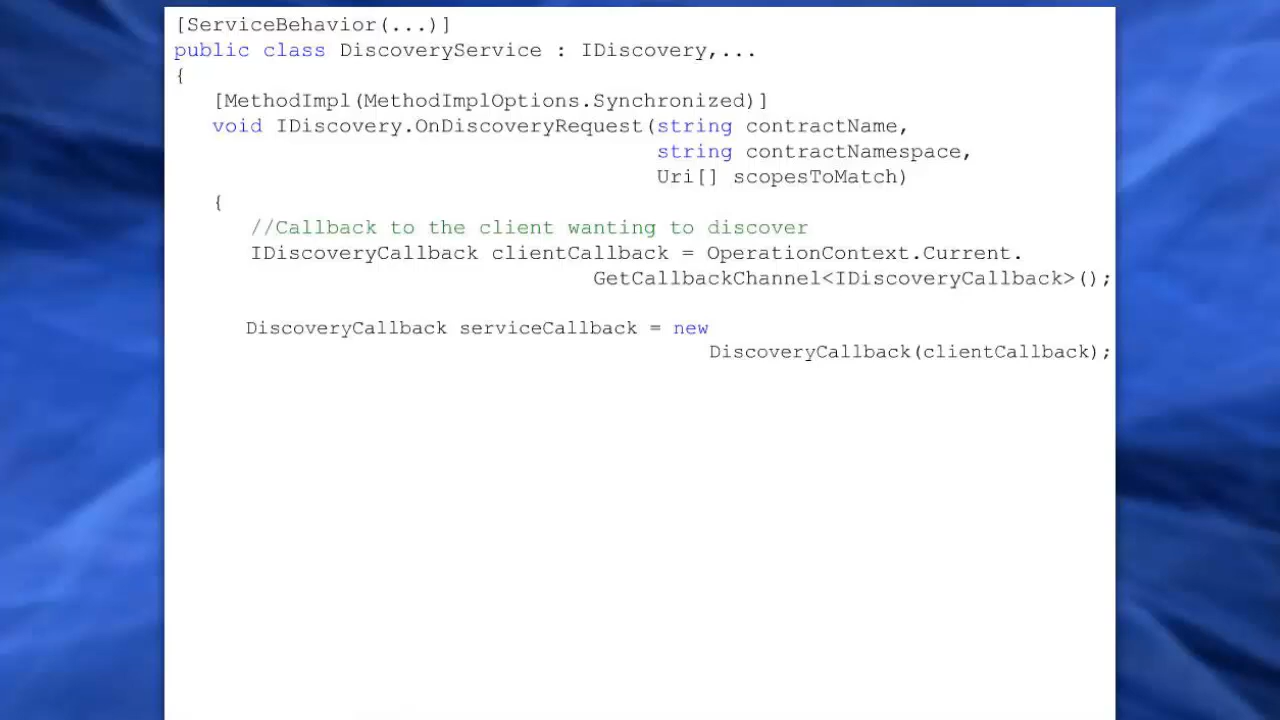 [ServiceBehavior(...)]
public class DiscoveryService : IDiscovery,...
{
[MethodImpl(MethodImplOptions.Synchronized)]
void IDiscovery.OnDiscoveryRequest(string contractName,
string contractNamespace,
Uri[] scopesToMatch)
{
//Callback to the client wanting to discover
IDiscoveryCallback clientCallback = OperationContext.Current.
GetCallbackChannel<IDiscoveryCallback>();
DiscoveryCallback serviceCallback = new
DiscoveryCallback(clientCallback);